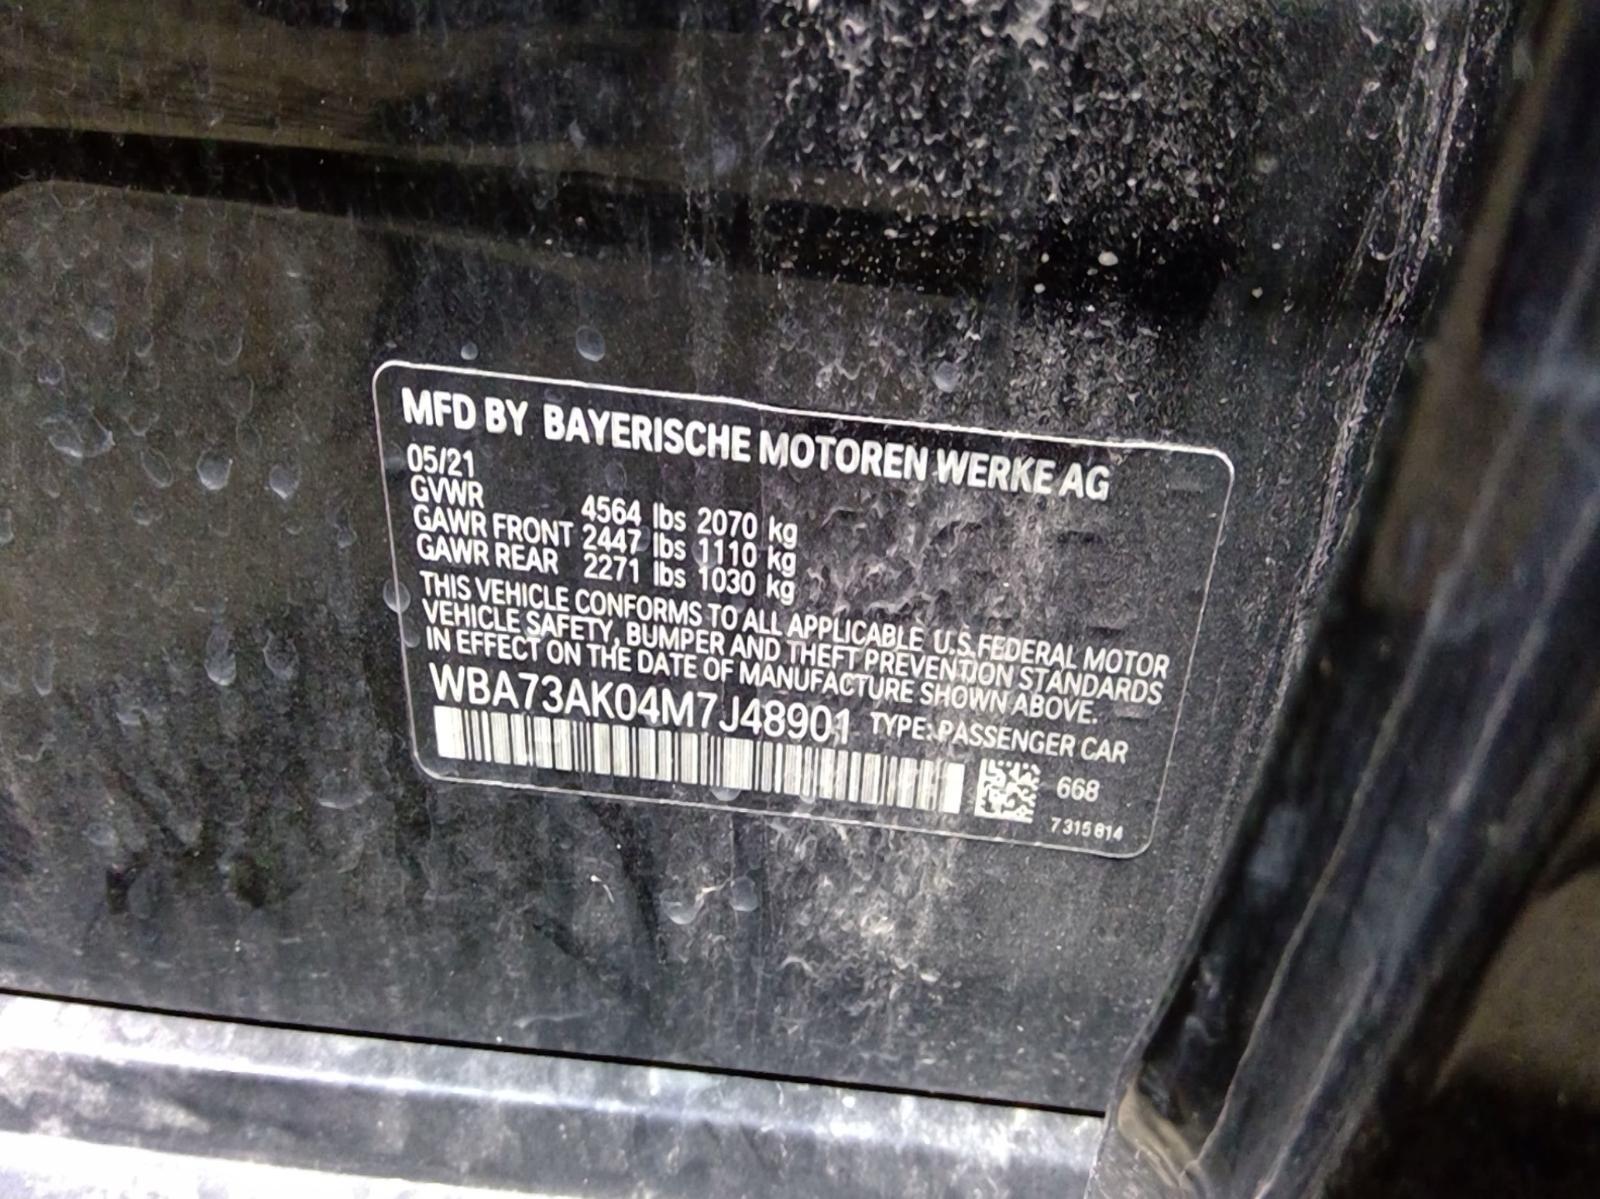 MFD BY BAYERISCHE MOTOREN WERKE AG
05/21
GVWR 4564 lbs 2070 kg
GAWR FRONT 2447 lbs 1110 kg
GAWR REAR 2271 lbs 1030 kg
THIS VEHICLE CONFORMS TO ALL APPLICABLE U.S. FEDERAL MOTOR
VEHICLE SAFETY, BUMPER AND THEFT PREVENTION STANDARDS
IN EFFECT ON THE DATE OF MANUFACTURE SHOWN ABOVE.
WBA73AK04M7J48901 TYPE: PASSENGER CAR
668
7315814